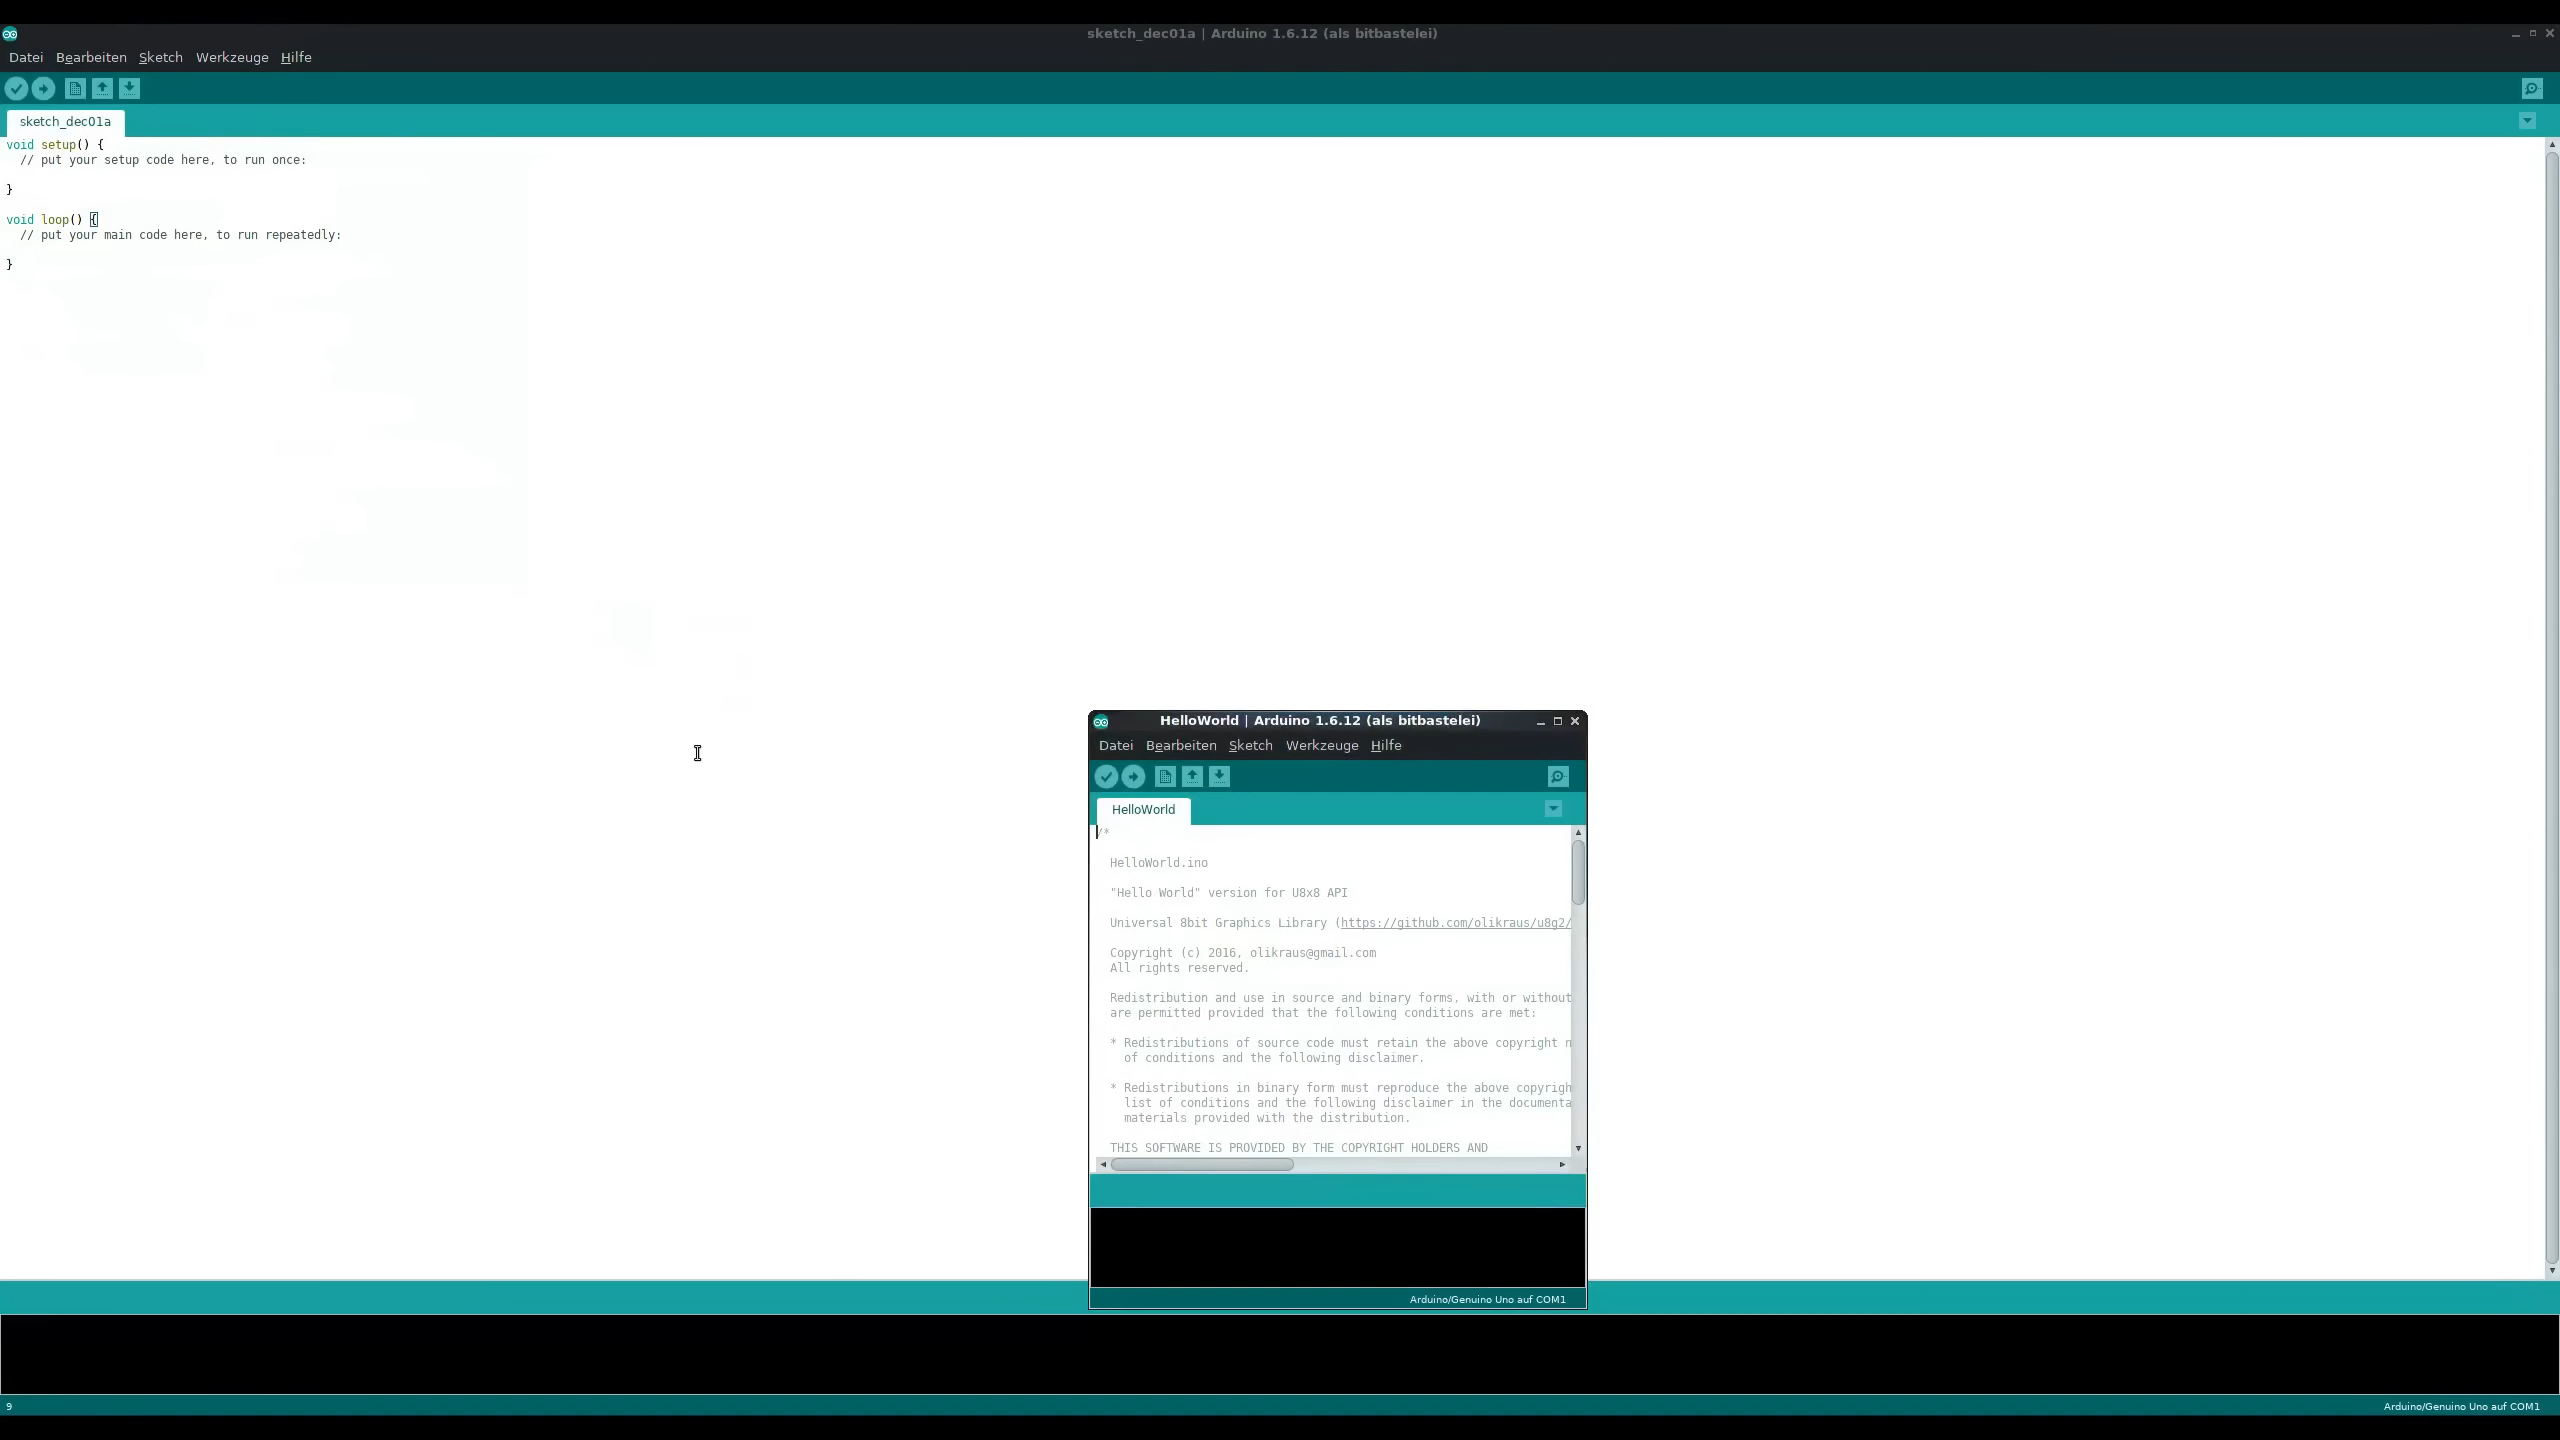 sketch_dec01a | Arduino 1.6.12 (als bitbastelei)
Datei Bearbeiten Sketch Werkzeuge Hilfe
sketch_dec01a
void setup() {
  // put your setup code here, to run once:
}
void loop() {
  // put your main code here, to run repeatedly:
}
HelloWorld | Arduino 1.6.12 (als bitbastelei)
Datei Bearbeiten Sketch Werkzeuge Hilfe
HelloWorld
/*
HelloWorld.ino
"Hello World" version for U8x8 API
Universal 8bit Graphics Library (https://github.com/olikraus/u8g2/
Copyright (c) 2016, olikraus@gmail.com
All rights reserved.
Redistribution and use in source and binary forms, with or without
are permitted provided that the following conditions are met:
* Redistributions of source code must retain the above copyright n
of conditions and the following disclaimer.
* Redistributions in binary form must reproduce the above copyrigh
list of conditions and the following disclaimer in the documenta
materials provided with the distribution.
THIS SOFTWARE IS PROVIDED BY THE COPYRIGHT HOLDERS AND
Arduino/Genuino Uno auf COM1
9
Arduino/Genuino Uno auf COM1